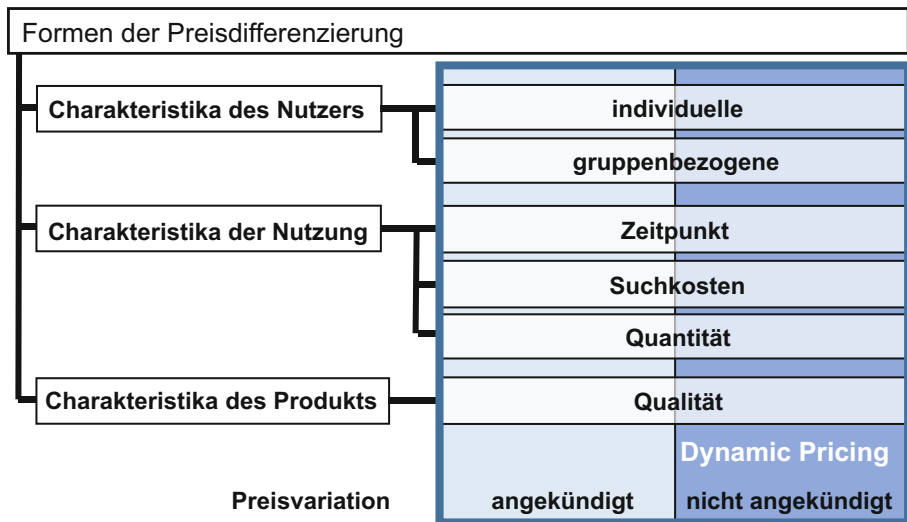 Formen der Preisdifferenzierung
Charakteristika des Nutzers
individuelle
gruppenbezogene
Charakteristika der Nutzung
Zeitpunkt
Suchkosten
Quantität
Charakteristika des Produkts
Qualität
Dynamic Pricing
Preisvariation
angekündigt
nicht angekündigt